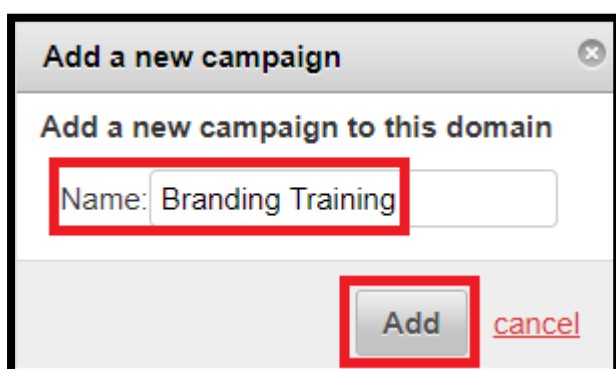 Add a new campaign
Add a new campaign to this domain
Name: Branding Training
Add cancel